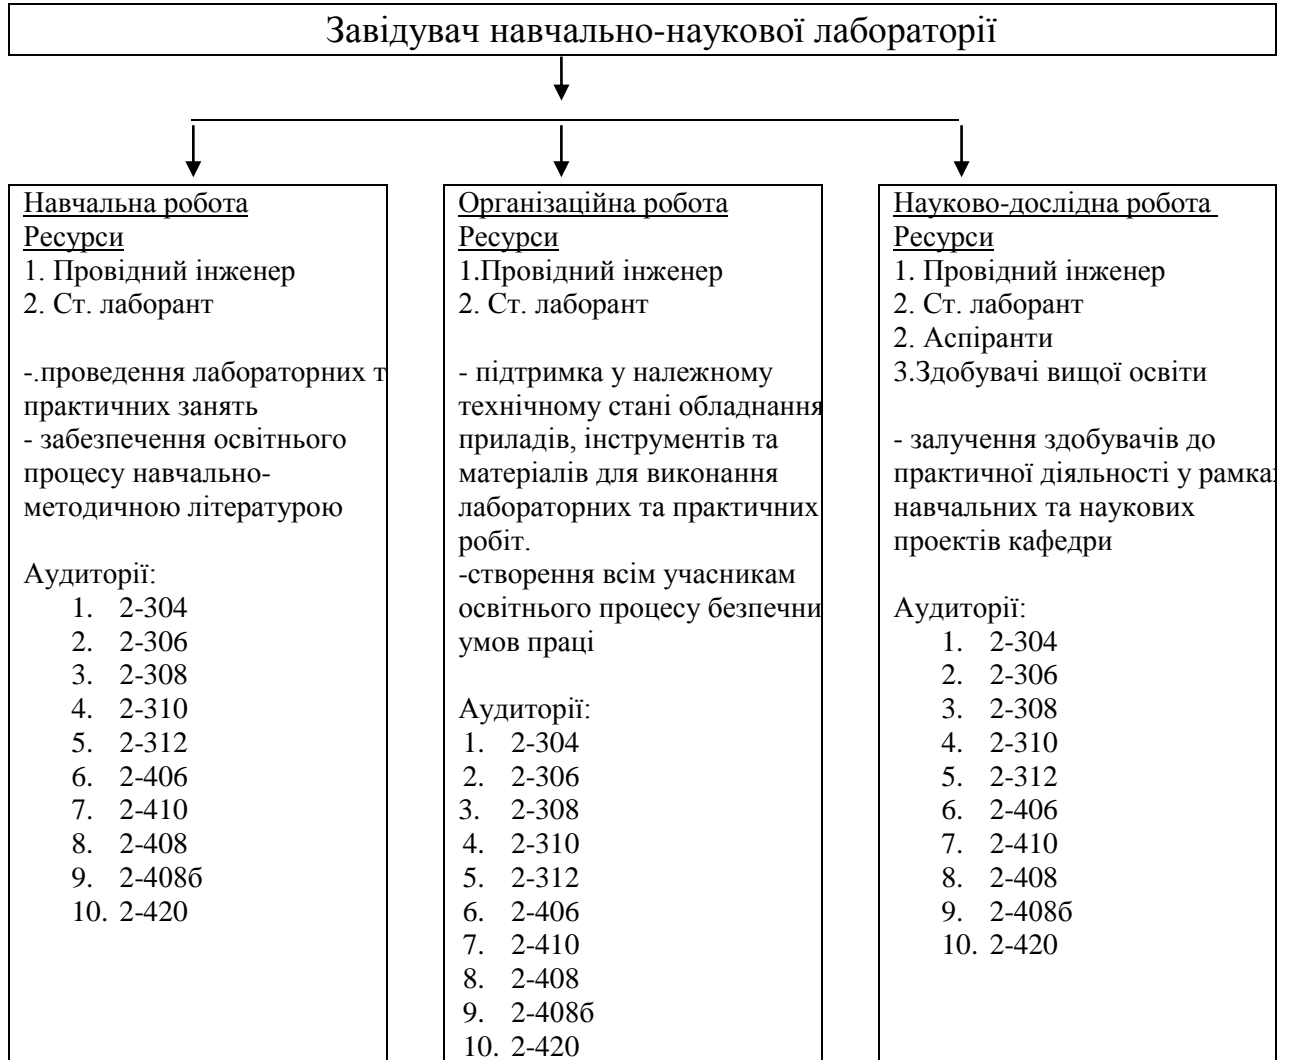 Завідувач навчально-наукової лабораторії
Навчальна робота
Ресурси
1. Провідний інженер
2. Ст. лаборант
-.проведення лабораторних т
практичних занять
- забезпечення освітнього
процесу навчально-
методичною літературою
Аудиторії:
1. 2-304
2. 2-306
3. 2-308
4. 2-310
5. 2-312
6. 2-406
7. 2-410
8. 2-408
9. 2-408б
10. 2-420
Організаційна робота
Ресурси
1.Провідний інженер
2. Ст. лаборант
- підтримка у належному
технічному стані обладнання
приладів, інструментів та
матеріалів для виконання
лабораторних та практичних
робіт.
-створення всім учасникам
освітнього процесу безпечни
умов праці
Аудиторії:
1. 2-304
2. 2-306
3. 2-308
4. 2-310
5. 2-312
6. 2-406
7. 2-410
8. 2-408
9. 2-408б
10. 2-420
Науково-дослідна робота
Ресурси
1. Провідний інженер
2. Ст. лаборант
2. Аспіранти
3.Здобувачі вищої освіти
- залучення здобувачів до
практичної діяльності у рамка
навчальних та наукових
проектів кафедри
Аудиторії:
1. 2-304
2. 2-306
3. 2-308
4. 2-310
5. 2-312
6. 2-406
7. 2-410
8. 2-408
9. 2-408б
10. 2-420